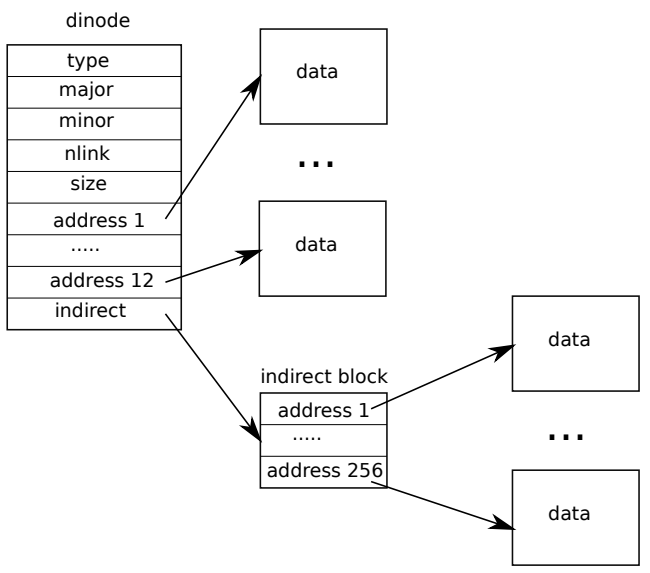 dinode
type
major
minor
nlink
size
address 1
.....
address 12
indirect
data
...
data
indirect block
address 1
.....
address 256
data
...
data